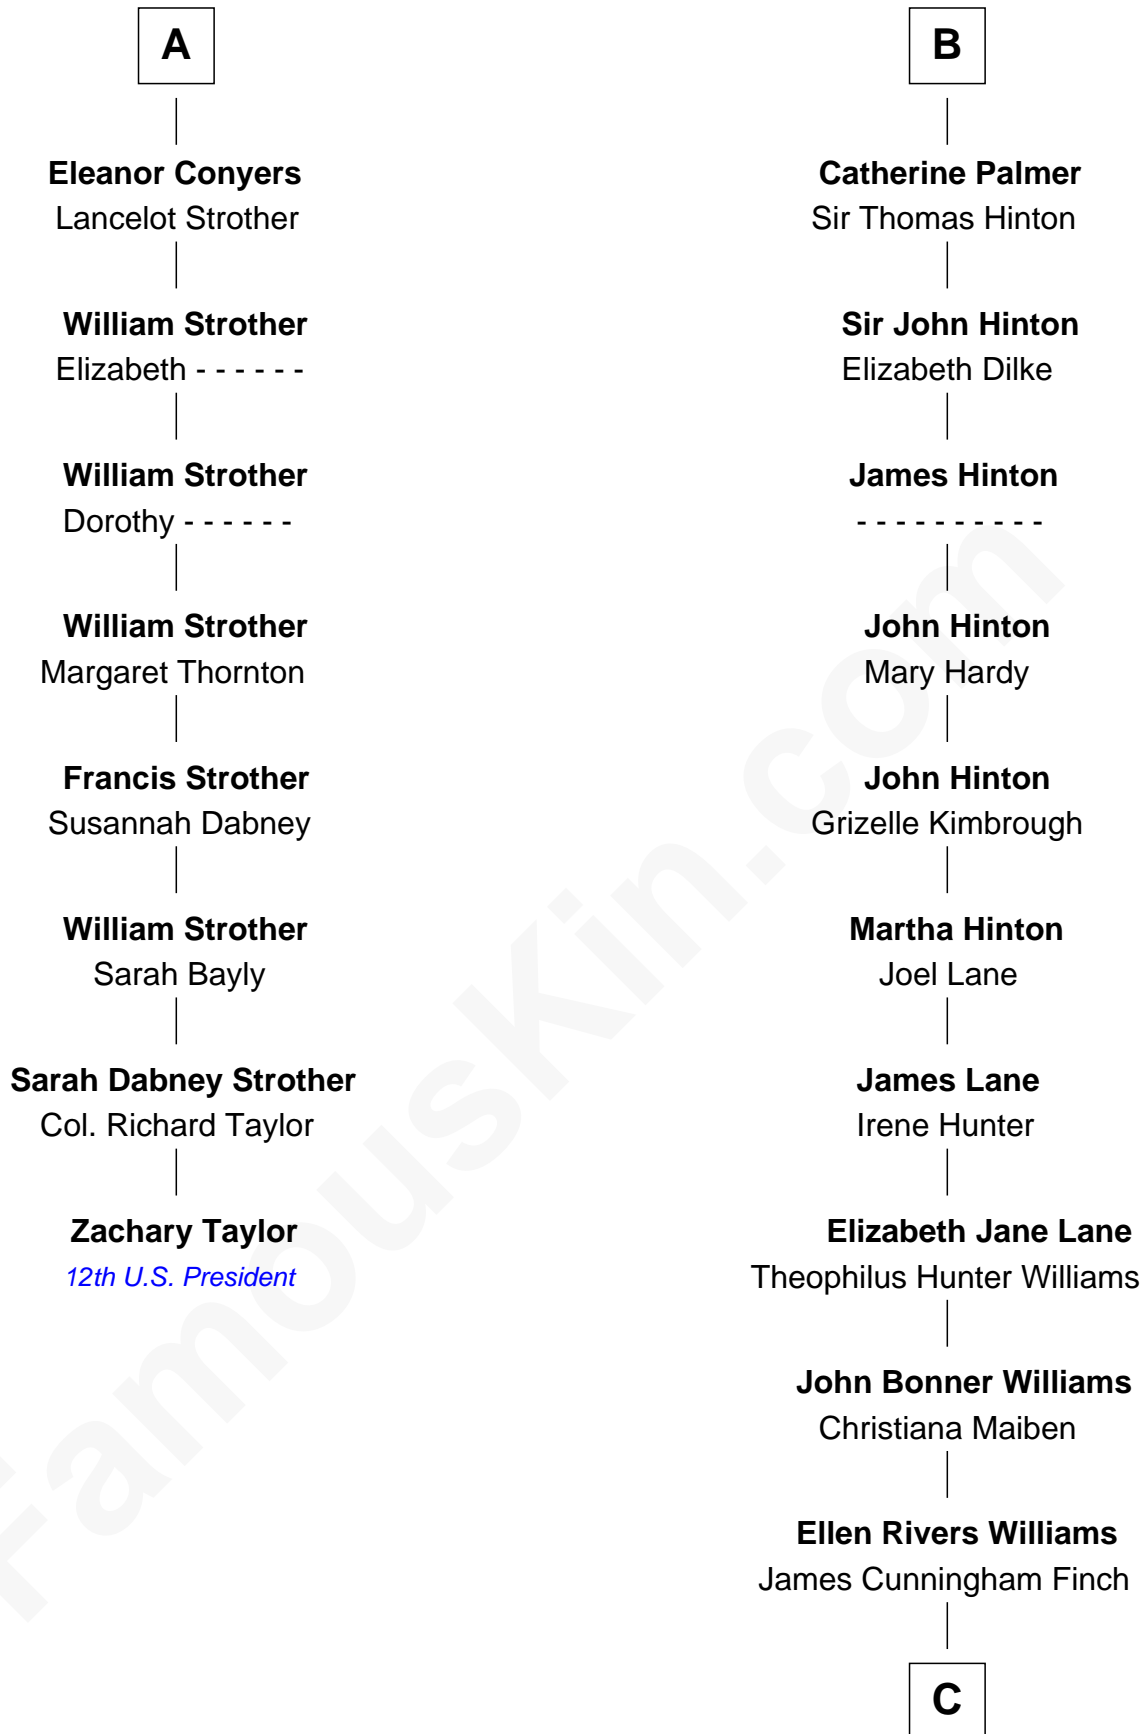 A
Eleanor Conyers
Lancelot Strother
William Strother
Elizabeth - - - - - -
William Strother
Dorothy - - - - - -
William Strother
Margaret Thornton
Francis Strother
Susannah Dabney
William Strother
Sarah Bayly
Sarah Dabney Strother
Col. Richard Taylor
Zachary Taylor
12th U.S. President
B
Catherine Palmer
Sir Thomas Hinton
Sir John Hinton
Elizabeth Dilke
James Hinton
- - - - - - - - - -
John Hinton
Mary Hardy
John Hinton
Grizelle Kimbrough
Martha Hinton
Joel Lane
James Lane
Irene Hunter
Elizabeth Jane Lane
Theophilus Hunter Williams
John Bonner Williams
Christiana Maiben
Ellen Rivers Williams
James Cunningham Finch
C
FamousKin.com